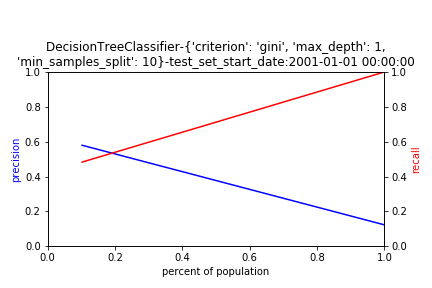 DecisionTreeClassifier-{'criterion': 'gini', 'max_depth': 1,
'min_samples_split': 10}-test_set_start_date:2001-01-01 00:00:00
1.0
0.8
0.6
0.4
0.2
0.0
precision
1.0
0.8
0.6
0.4
0.2
0.0
recall
0.0 0.2 0.4 0.6 0.8 1.0
percent of population